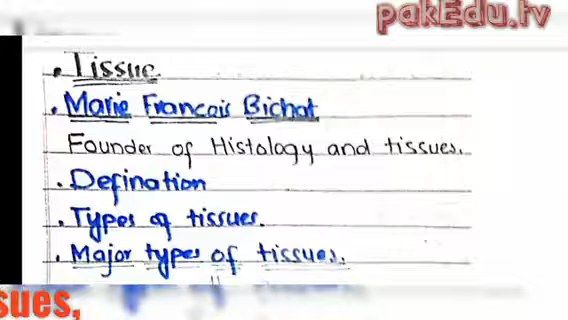 pakEdu.tv
• Tissue
• Marie Francais Bichat
Founder of Histology and tissues.
• Defination
• Types of tissues.
• Major types of tissues.
sues,